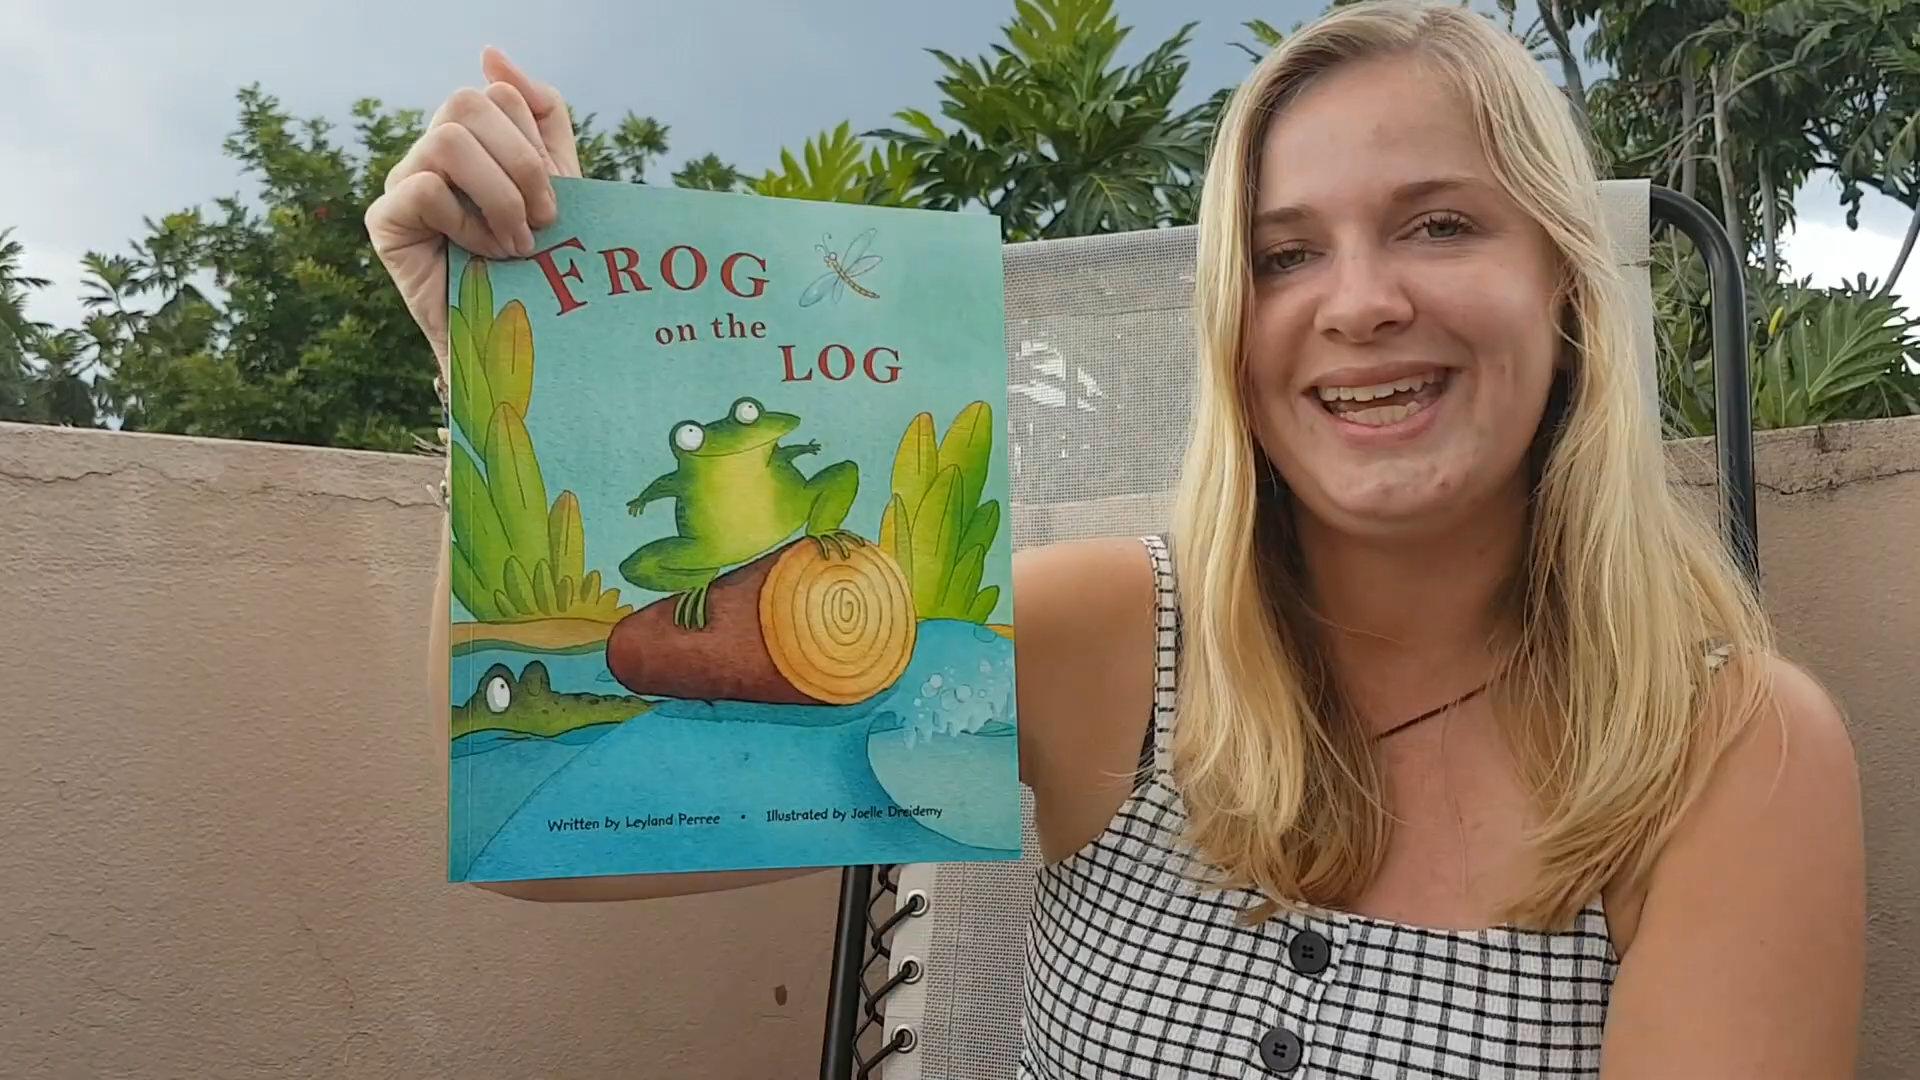 FROG
on the
LOG
Written by Leyland Perree • Illustrated by Joelle Dreidemy